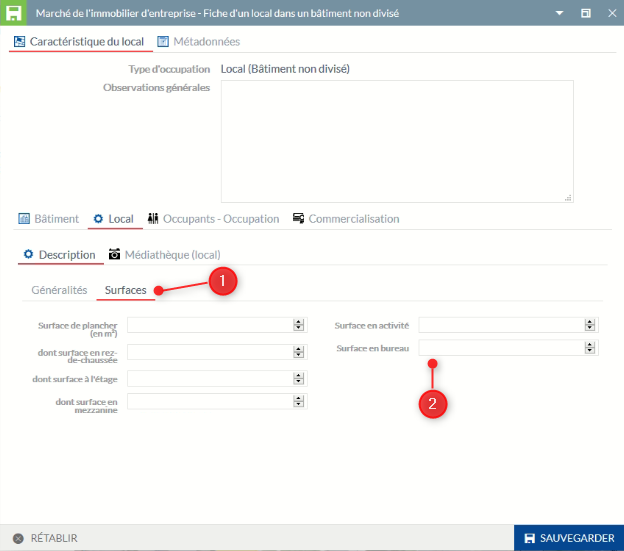 Marché de l'immobilier d'entreprise - Fiche d'un local dans un bâtiment non divisé
Caractéristique du local Métadonnées
Type d'occupation Local (Bâtiment non divisé)
Observations générales
Bâtiment Local Occupants - Occupation Commercialisation
Description Médiathèque (local)
1
Généralités Surfaces
Surface de plancher
(en m²)
Surface en activité
dont surface en rez-
de-chaussée
Surface en bureau
dont surface à l'étage
dont surface en
mezzanine
2
RÉTABLIR SAUVEGARDER